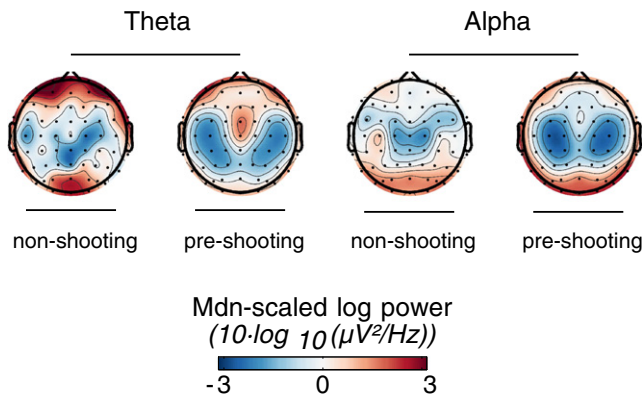 Theta Alpha
non-shooting pre-shooting non-shooting pre-shooting
Mdn-scaled log power
(10·log 10 (µV²/Hz))
-3 0 3